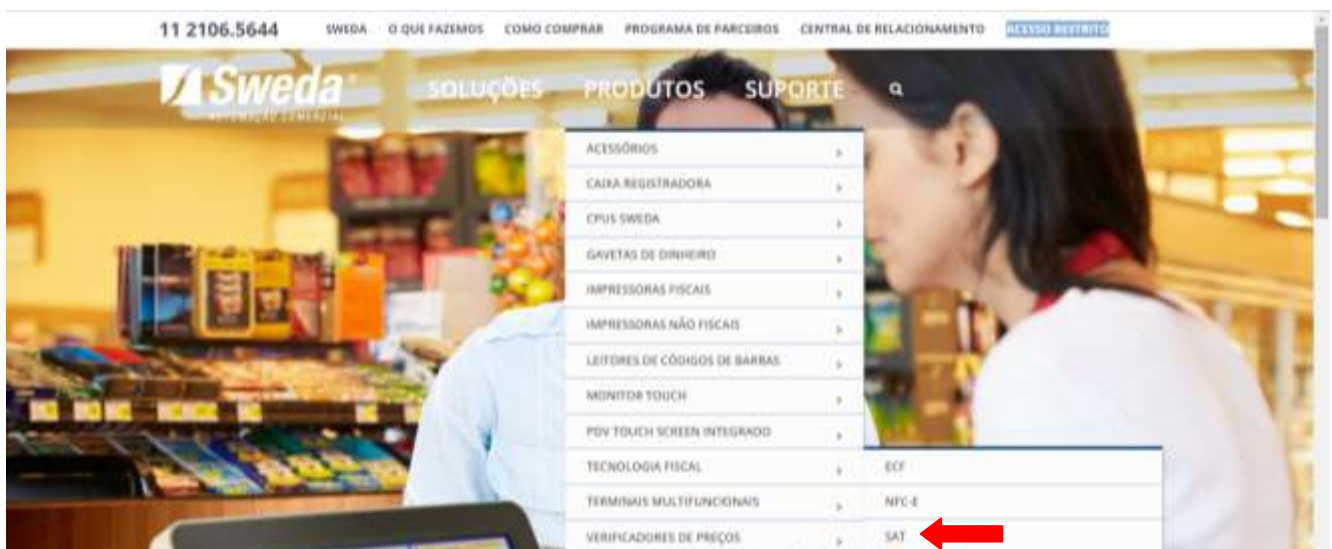 11 2106.5644 SWEDA O QUE FAZEMOS COMO COMPRAR PROGRAMA DE PARCEIROS CENTRAL DE RELACIONAMENTO ACESSO RESTRITO
Sweda SOLUÇÕES PRODUTOS SUPORTE
AUTOMAÇÃO COMERCIAL
ACESSÓRIOS
CAIXA REGISTRADORA
CPUS SWEDA
GAVETAS DE DINHEIRO
IMPRESSORAS FISCAIS
IMPRESSORAS NÃO FISCAIS
LEITORES DE CÓDIGOS DE BARRAS
MONITOR TOUCH
PDV TOUCH SCREEN INTEGRADO
TECNOLOGIA FISCAL ECF
TERMINAIS MULTIFUNCIONAIS NFC-E
VERIFICADORES DE PREÇOS SAT